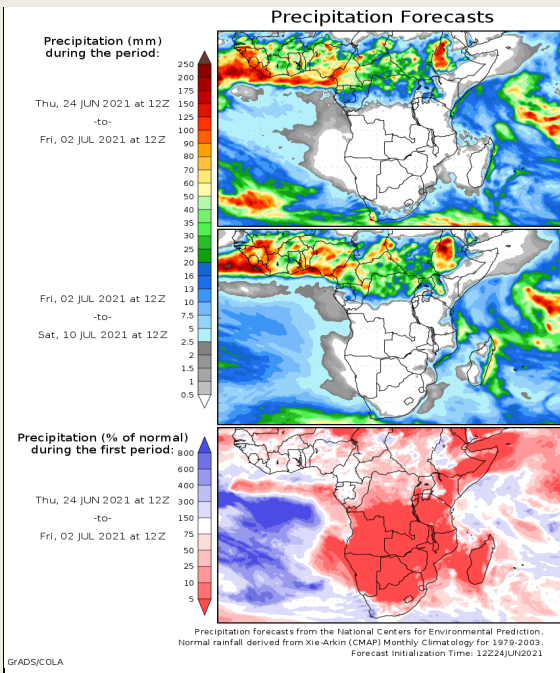 Precipitation Forecasts
Precipitation (mm)
during the period:
Thu, 24 JUN 2021 at 12Z
-to-
Fri, 02 JUL 2021 at 12Z
250
200
175
150
125
100
90
80
70
60
50
40
35
30
25
20
16
13
10
7.5
5
2.5
2
1.5
1
0.5
Fri, 02 JUL 2021 at 12Z
-to-
Sat, 10 JUL 2021 at 12Z
Precipitation (% of normal)
during the first period:
Thu, 24 JUN 2021 at 12Z
-to-
Fri, 02 JUL 2021 at 12Z
800
600
400
300
150
75
50
25
10
5
Precipitation forecasts from the National Centers for Environmental Prediction.
Normal rainfall derived from Xie-Arkin (CMAP) Monthly Climatology for 1979-2003.
Forecast Initialization Time: 12Z24JUN2021
GrADS/COLA